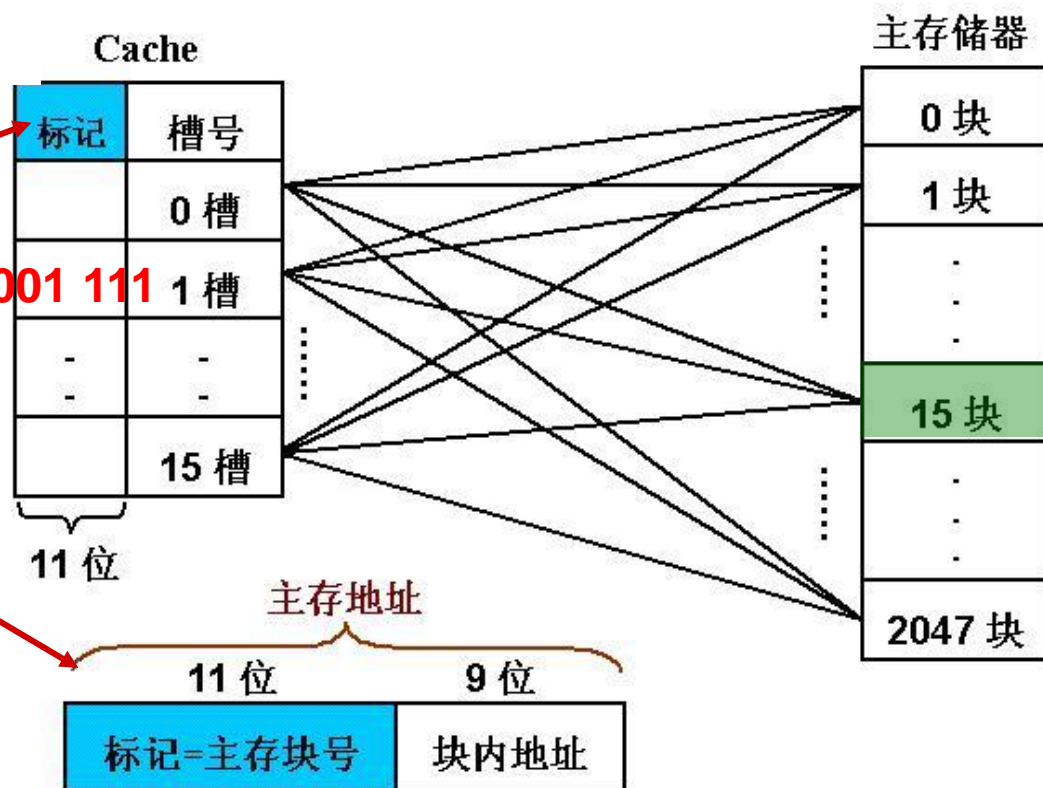 Cache
标记 槽号
0 槽
001 111 1 槽
15 槽
11 位
主存储器
0 块
1 块
15 块
2047 块
主存地址
11 位 9 位
标记=主存块号 块内地址